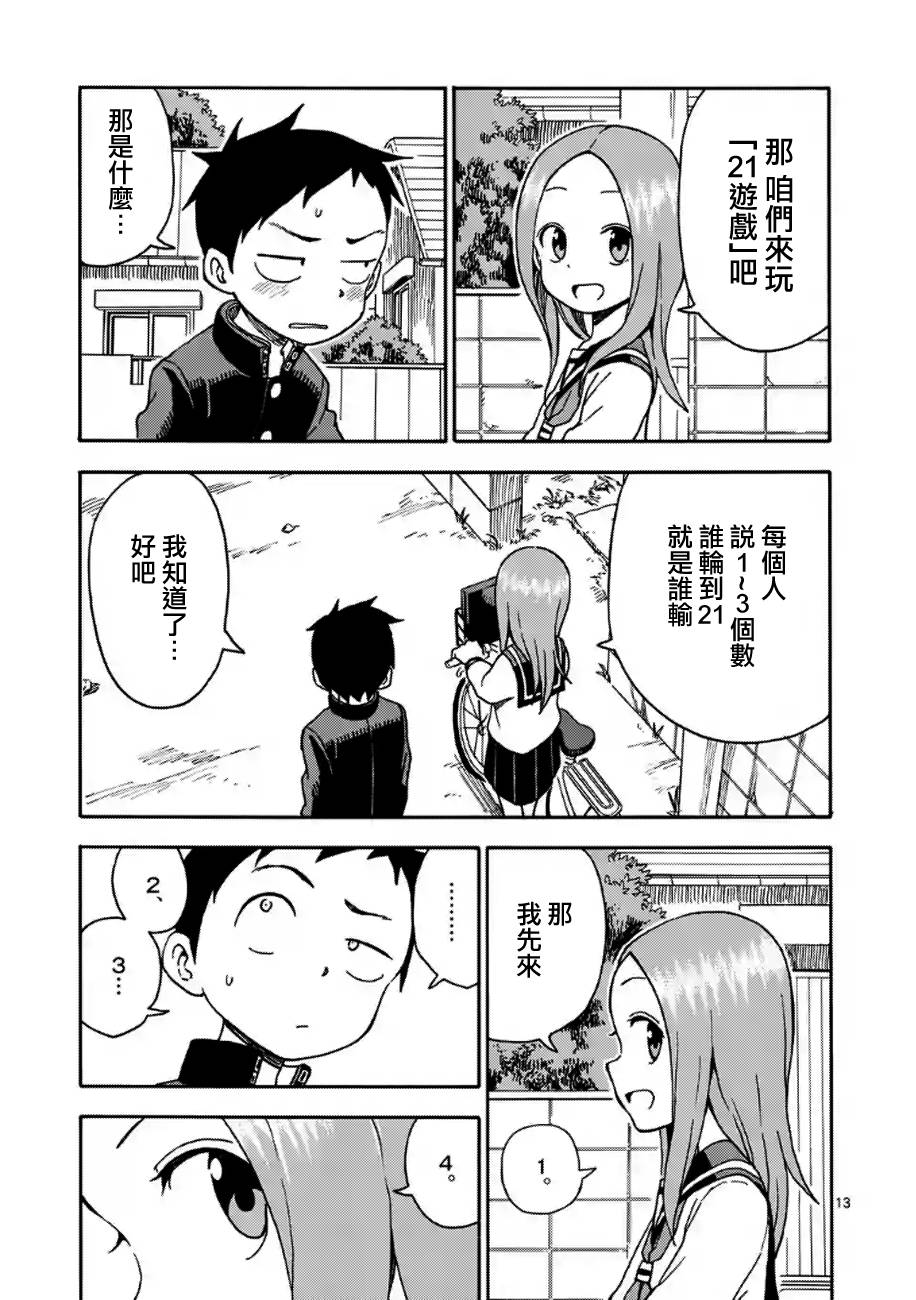 那 咱們來玩
「21遊戲」吧
那是什麼…
每個人
説1~3個數
誰輪到21
就是誰輸
我知道了…
好吧
那
我先來
1。
………
2、
3…
4。
13